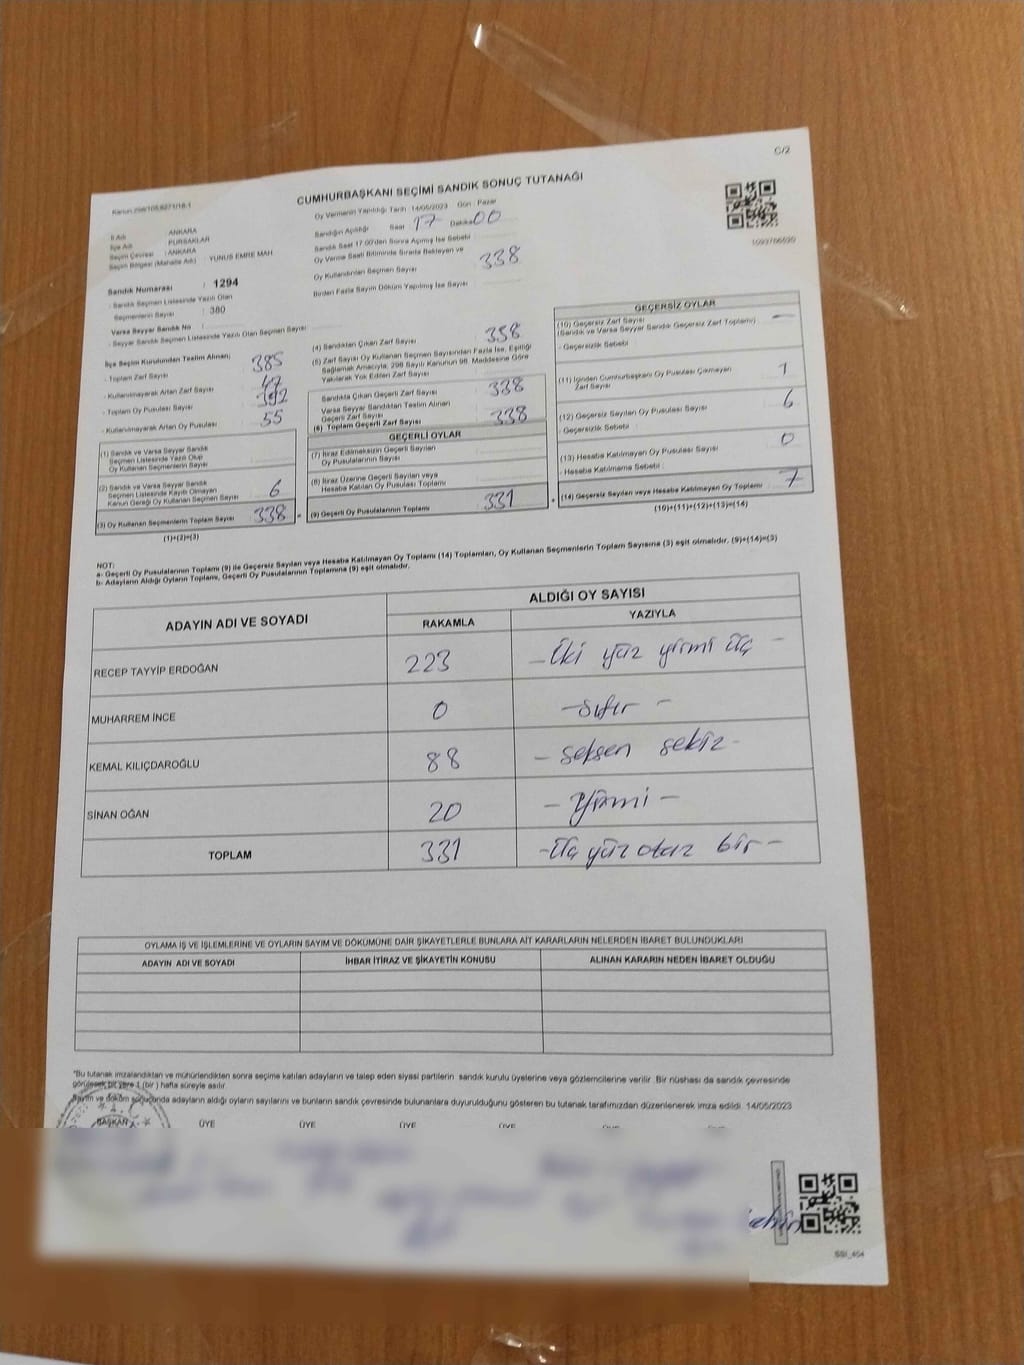 C/2
CUMHURBAŞKANI SEÇİMİ SANDIK SONUÇ TUTANAĞI
Oy Vermenin Yapıldığı Tarih : 14/05/2023 Gün : Pazar
İl Adı : ANKARA
İlçe Adı : PURSAKLAR
Seçim Çevresi : ANKARA
Seçim Bölgesi (Mahalle Adı) : YUNUS EMRE MAH
Sandık Numarası : 1294
- Sandık Seçmen Listesinde Yazılı Olan
Seçmenlerin Sayısı : 380
Varsa Seyyar Sandık No :
- Seyyar Sandık Seçmen Listesinde Yazılı Olan Seçmen Sayısı :
Sandığın Açıldığı Saat 17 Dakika 00
Sandık Saat 17.00'den Sonra Açılmış İse Sebebi
Oy Verme Saati Bitiminde Sırada Bekleyen ve
Oy Kullandırılan Seçmen Sayısı 338
Birden Fazla Sayım Döküm Yapılmış İse Sayısı :
İlçe Seçim Kurulundan Teslim Alınan;
- Toplam Zarf Sayısı 385
- Kullanılmayarak Artan Zarf Sayısı 47
- Toplam Oy Pusulası Sayısı
- Kullanılmayarak Artan Oy Pusulası 55
(1) Sandık ve Varsa Seyyar Sandık
Seçmen Listesinde Yazılı Olup
Oy Kullanan Seçmenlerin Sayısı
(2) Sandık ve Varsa Seyyar Sandık
Seçmen Listesinde Kayıtlı Olmayan
Kanun Gereği Oy Kullanan Seçmen Sayısı 6
(3) Oy Kullanan Seçmenlerin Toplam Sayısı 338
(1)+(2)=(3)
(4) Sandıktan Çıkan Zarf Sayısı
(5) Zarf Sayısı Oy Kullanan Seçmen Sayısından Fazla İse, Eşitliği
Sağlamak Amacıyla; 298 Sayılı Kanunun 98. Maddesine Göre
Yakılarak Yok Edilen Zarf Sayısı
Sandıkta Çıkan Geçerli Zarf Sayısı 338
Varsa Seyyar Sandıktan Teslim Alınan
Geçerli Zarf Sayısı
(6) Toplam Geçerli Zarf Sayısı 338
GEÇERLİ OYLAR
(7) İtiraz Edilmeksizin Geçerli Sayılan
Oy Pusulalarının Sayısı
(8) İtiraz Üzerine Geçerli Sayılan veya
Hesaba Katılan Oy Pusulası Toplamı
(9) Geçerli Oy Pusulalarının Toplamı 331
GEÇERSİZ OYLAR
(10) Geçersiz Zarf Sayısı
(Sandık ve Varsa Seyyar Sandık Geçersiz Zarf Toplamı) —
- Geçersizlik Sebebi
(11) İçinden Cumhurbaşkanı Oy Pusulası Çıkmayan
Zarf Sayısı 1
(12) Geçersiz Sayılan Oy Pusulası Sayısı 6
- Geçersizlik Sebebi
(13) Hesaba Katılmayan Oy Pusulası Sayısı 0
- Hesaba Katılmama Sebebi :
(14) Geçersiz Sayılan veya Hesaba Katılmayan Oy Toplamı 7
(10)+(11)+(12)+(13)=(14)
NOT:
a- Geçerli Oy Pusulalarının Toplamı (9) ile Geçersiz Sayılan veya Hesaba Katılmayan Oy Toplamı (14) Toplamları, Oy Kullanan Seçmenlerin Toplam Sayısına (3) eşit olmalıdır. (9)+(14)=(3)
b- Adayların Aldığı Oyların Toplamı, Geçerli Oy Pusulalarının Toplamına (9) eşit olmalıdır.
ADAYIN ADI VE SOYADI ALDIĞI OY SAYISI
RAKAMLA YAZIYLA
RECEP TAYYİP ERDOĞAN 223 - İki yüz yirmi üç -
MUHARREM İNCE 0 - Sıfır -
KEMAL KILIÇDAROĞLU 88 - seksen sekiz -
SİNAN OĞAN 20 - Yirmi -
TOPLAM 331 - Üç yüz otuz bir -
OYLAMA İŞ VE İŞLEMLERİNE VE OYLARIN SAYIM VE DÖKÜMÜNE DAİR ŞİKAYETLERLE BUNLARA AİT KARARLARIN NELERDEN İBARET BULUNDUKLARI
ADAYIN ADI VE SOYADI İHBAR İTİRAZ VE ŞİKAYETİN KONUSU ALINAN KARARIN NEDEN İBARET OLDUĞU
"Bu tutanak imzalandıktan ve mühürlendikten sonra seçime katılan adayların ve talep eden siyasi partilerin sandık kurulu üyelerine veya gözlemcilerine verilir. Bir nüshası da sandık çevresinde
görülecek bir yere 1 (bir) hafta süreyle asılır.
Sayım ve döküm sonucunda adayların aldığı oyların sayılarını ve bunların sandık çevresinde bulunanlara duyurulduğunu gösteren bu tutanak tarafımızdan düzenlenerek imza edildi. 14/05/2023
BAŞKAN ÜYE ÜYE ÜYE ÜYE